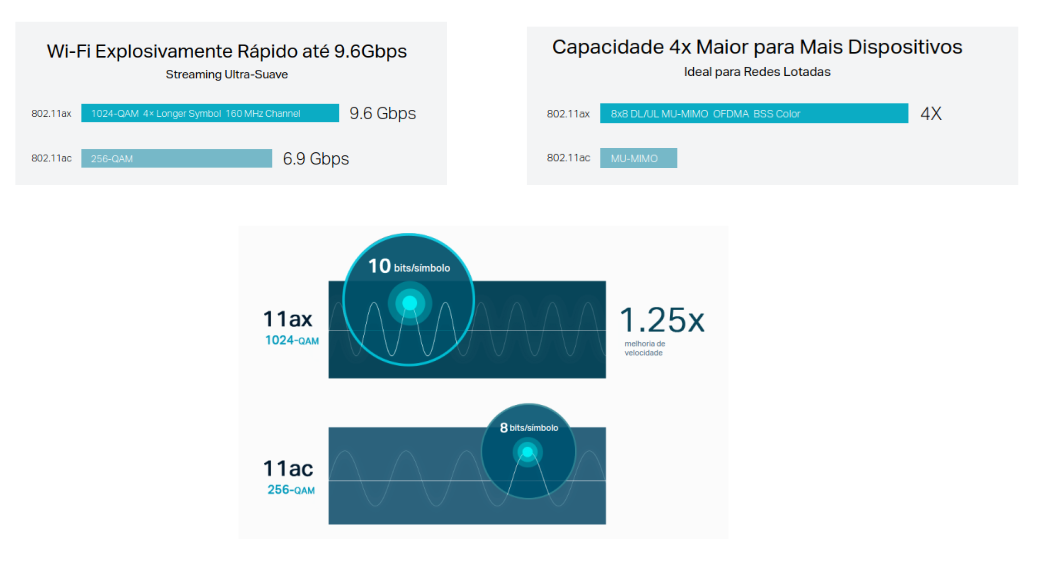 Wi-Fi Explosivamente Rápido até 9.6Gbps
Streaming Ultra-Suave
802.11ax 1024-QAM 4× Longer Symbol 160 MHz Channel 9.6 Gbps
802.11ac 256-QAM 6.9 Gbps
Capacidade 4x Maior para Mais Dispositivos
Ideal para Redes Lotadas
802.11ax 8x8 DL/UL MU-MIMO OFDMA BSS Color 4X
802.11ac MU-MIMO
10 bits/símbolo
11ax
1024-QAM
1.25x
melhoria de
velocidade
8 bits/símbolo
11ac
256-QAM